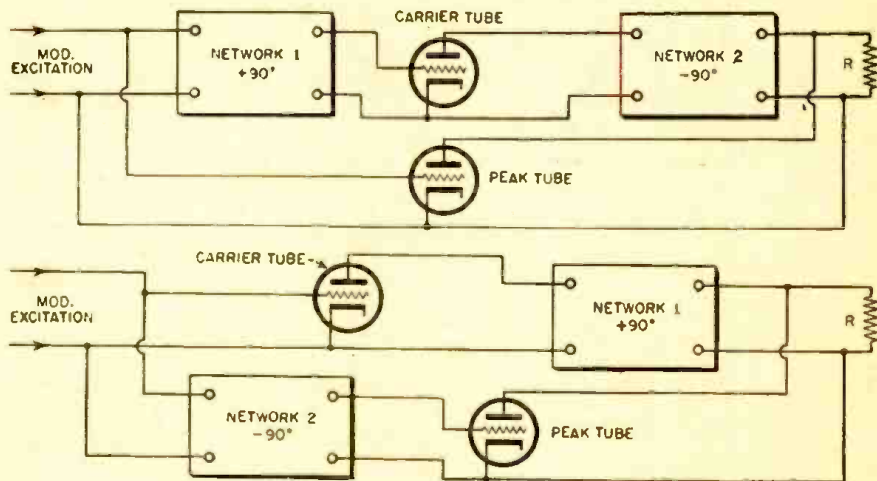 CARRIER TUBE
MOD.
EXCITATION
NETWORK 1
+90°
NETWORK 2
-90°
R
PEAK TUBE
CARRIER TUBE
MOD.
EXCITATION
NETWORK 1
+90°
R
NETWORK 2
-90°
PEAK TUBE